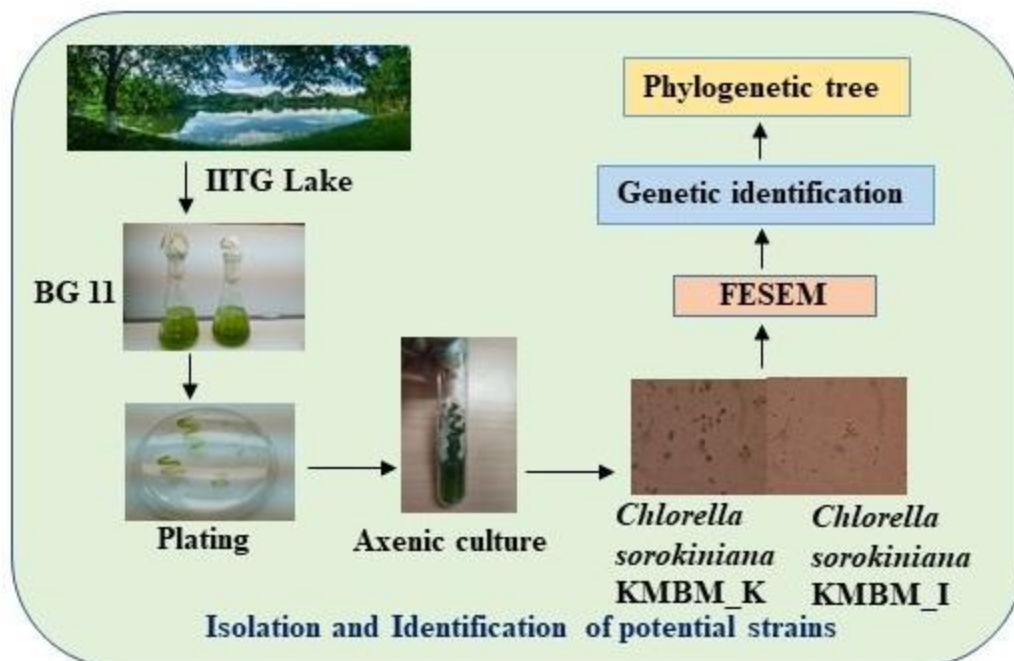 IITG Lake
BG 11
Plating
Axenic culture
Chlorella
sorokiniana
KMBM_K
Chlorella
sorokiniana
KMBM_I
FESEM
Genetic identification
Phylogenetic tree
Isolation and Identification of potential strains